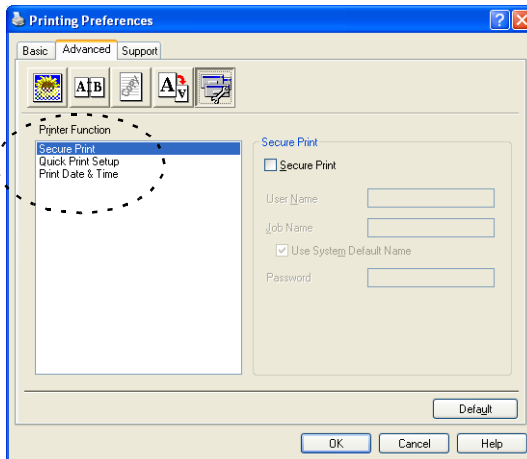 Printing Preferences
Basic Advanced Support
A B
A A
Printer Function
Secure Print
Quick Print Setup
Print Date & Time
Secure Print
Secure Print
User Name
Job Name
Use System Default Name
Password
Default
OK Cancel Help